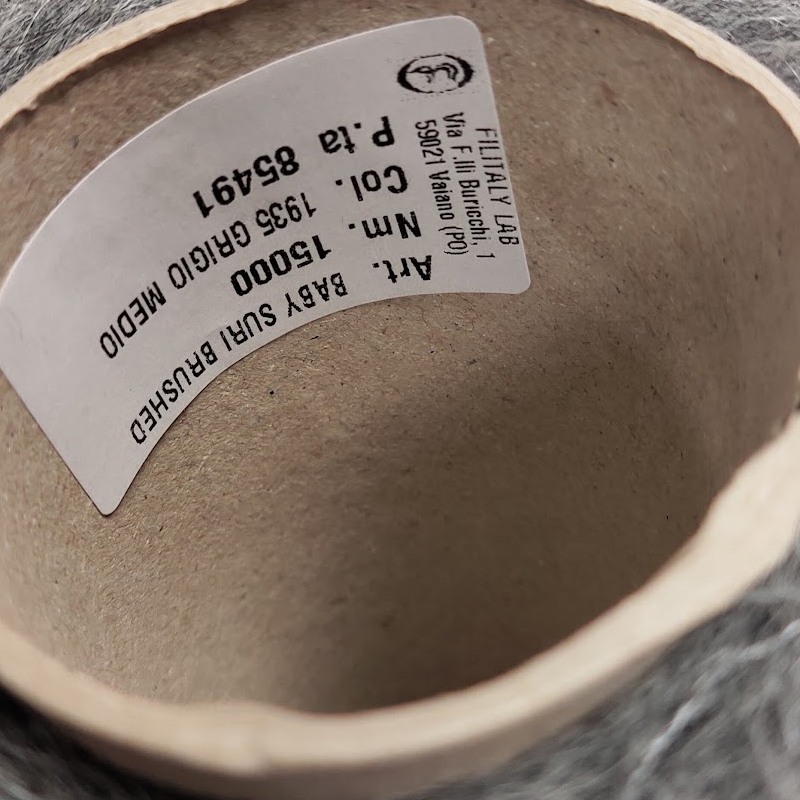 FILITALY LAB
Via F.lli Buricchi, 1
59021 Vaiano (PO)
Art. BABY SURI BRUSHED
Nm. 15000
Col. 1935 GRIGIO MEDIO
P.ta 85491